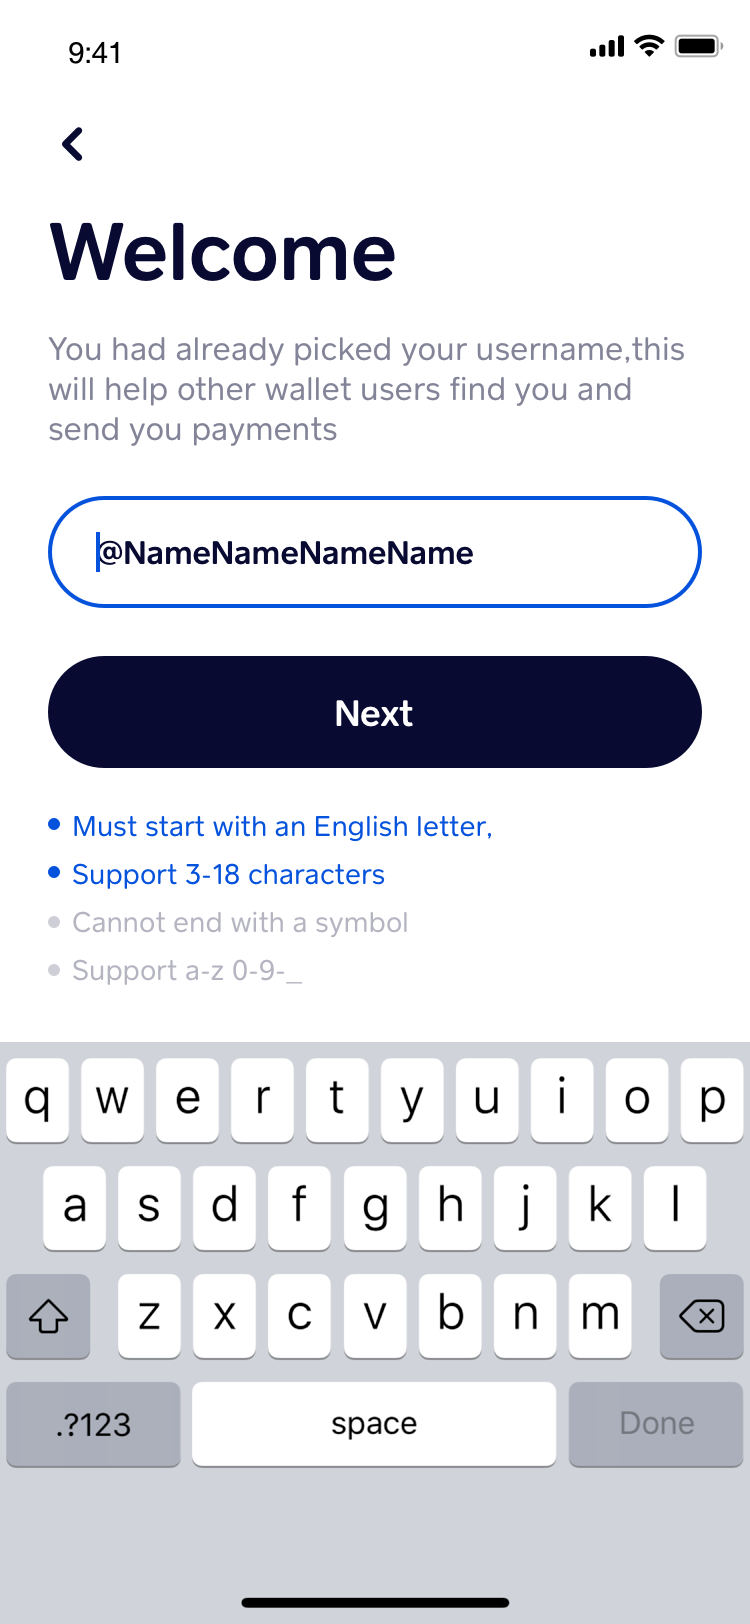 9:41
Welcome
You had already picked your username,this
will help other wallet users find you and
send you payments
@NameNameNameName
Next
Must start with an English letter,
Support 3-18 characters
Cannot end with a symbol
Support a-z 0-9-_
q w e r t y u i o p
a s d f g h j k l
z x c v b n m
.?123 space Done